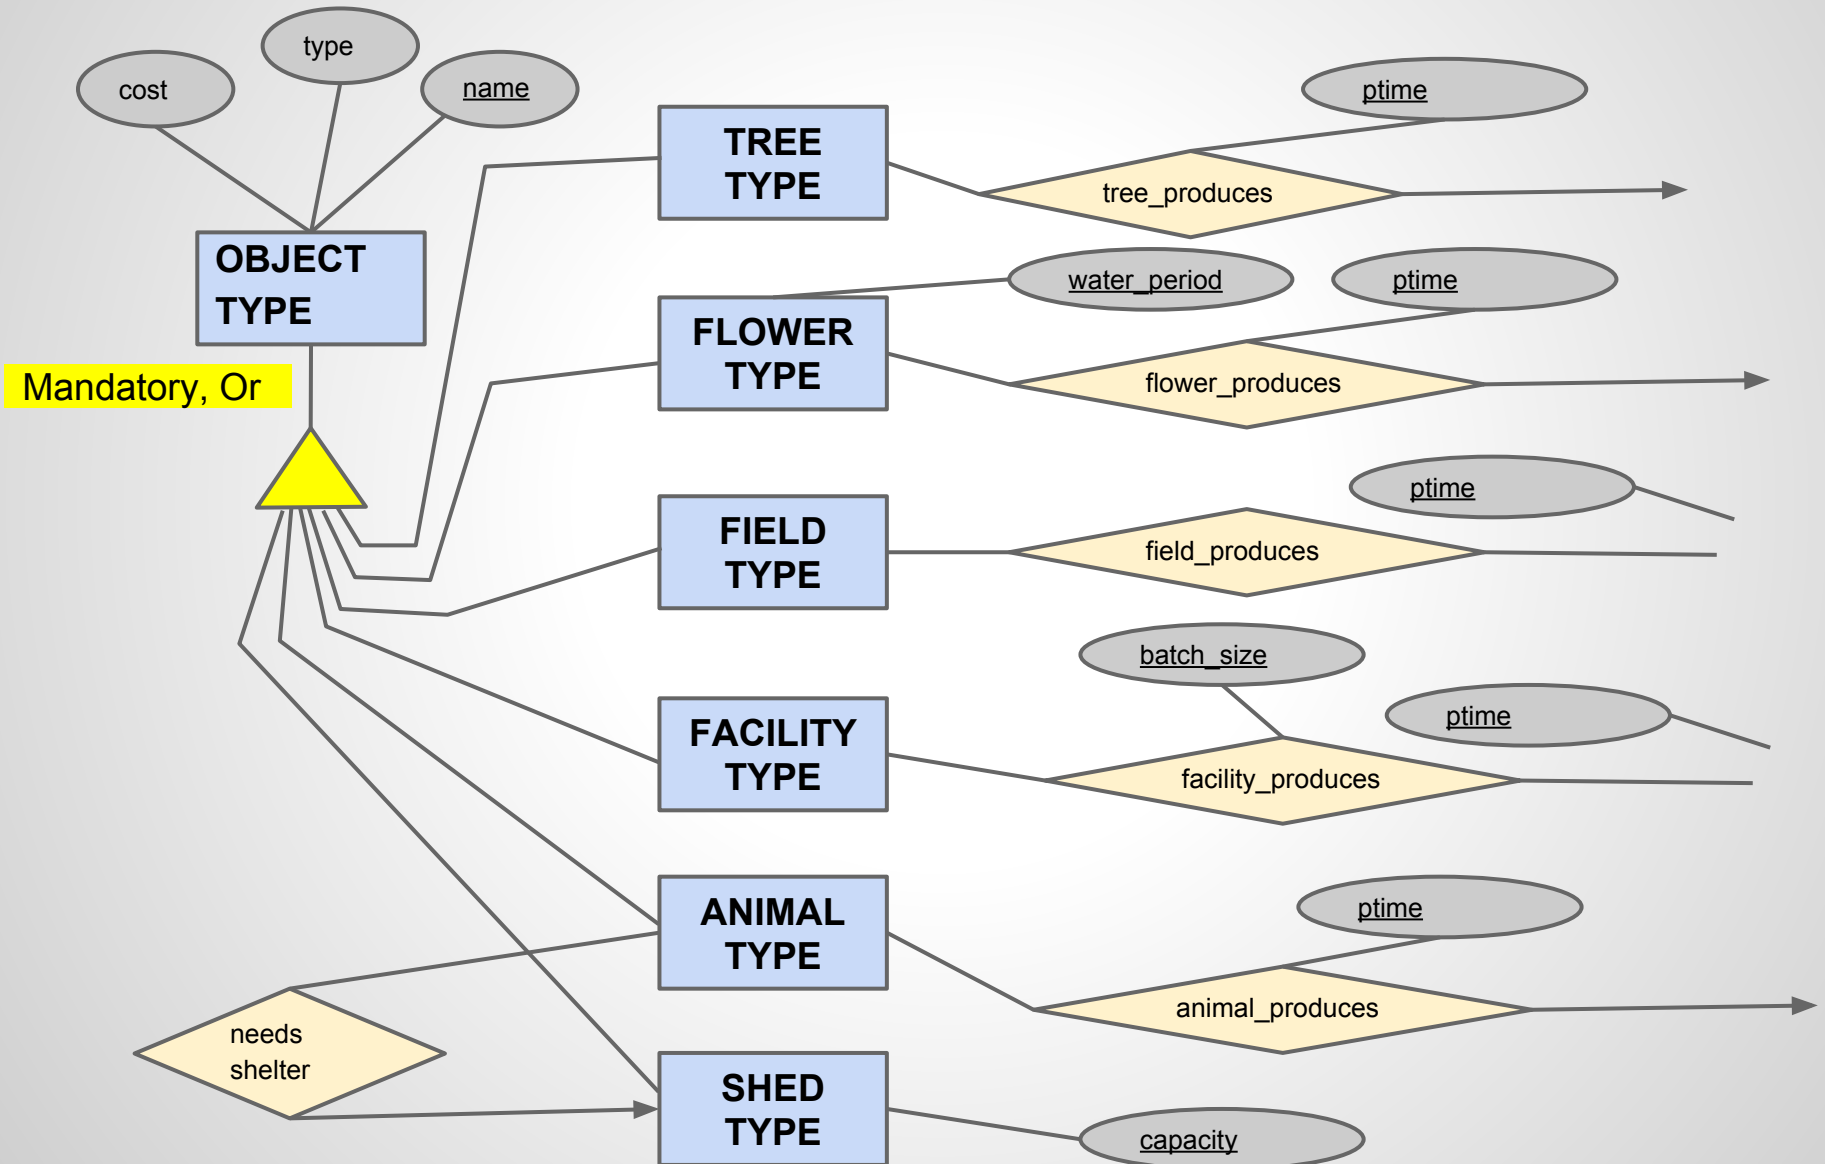 type
cost
name
OBJECT
TYPE
Mandatory, Or
TREE
TYPE
ptime
tree_produces
water_period
ptime
FLOWER
TYPE
flower_produces
ptime
FIELD
TYPE
field_produces
batch_size
ptime
FACILITY
TYPE
facility_produces
ptime
ANIMAL
TYPE
animal_produces
needs
shelter
SHED
TYPE
capacity